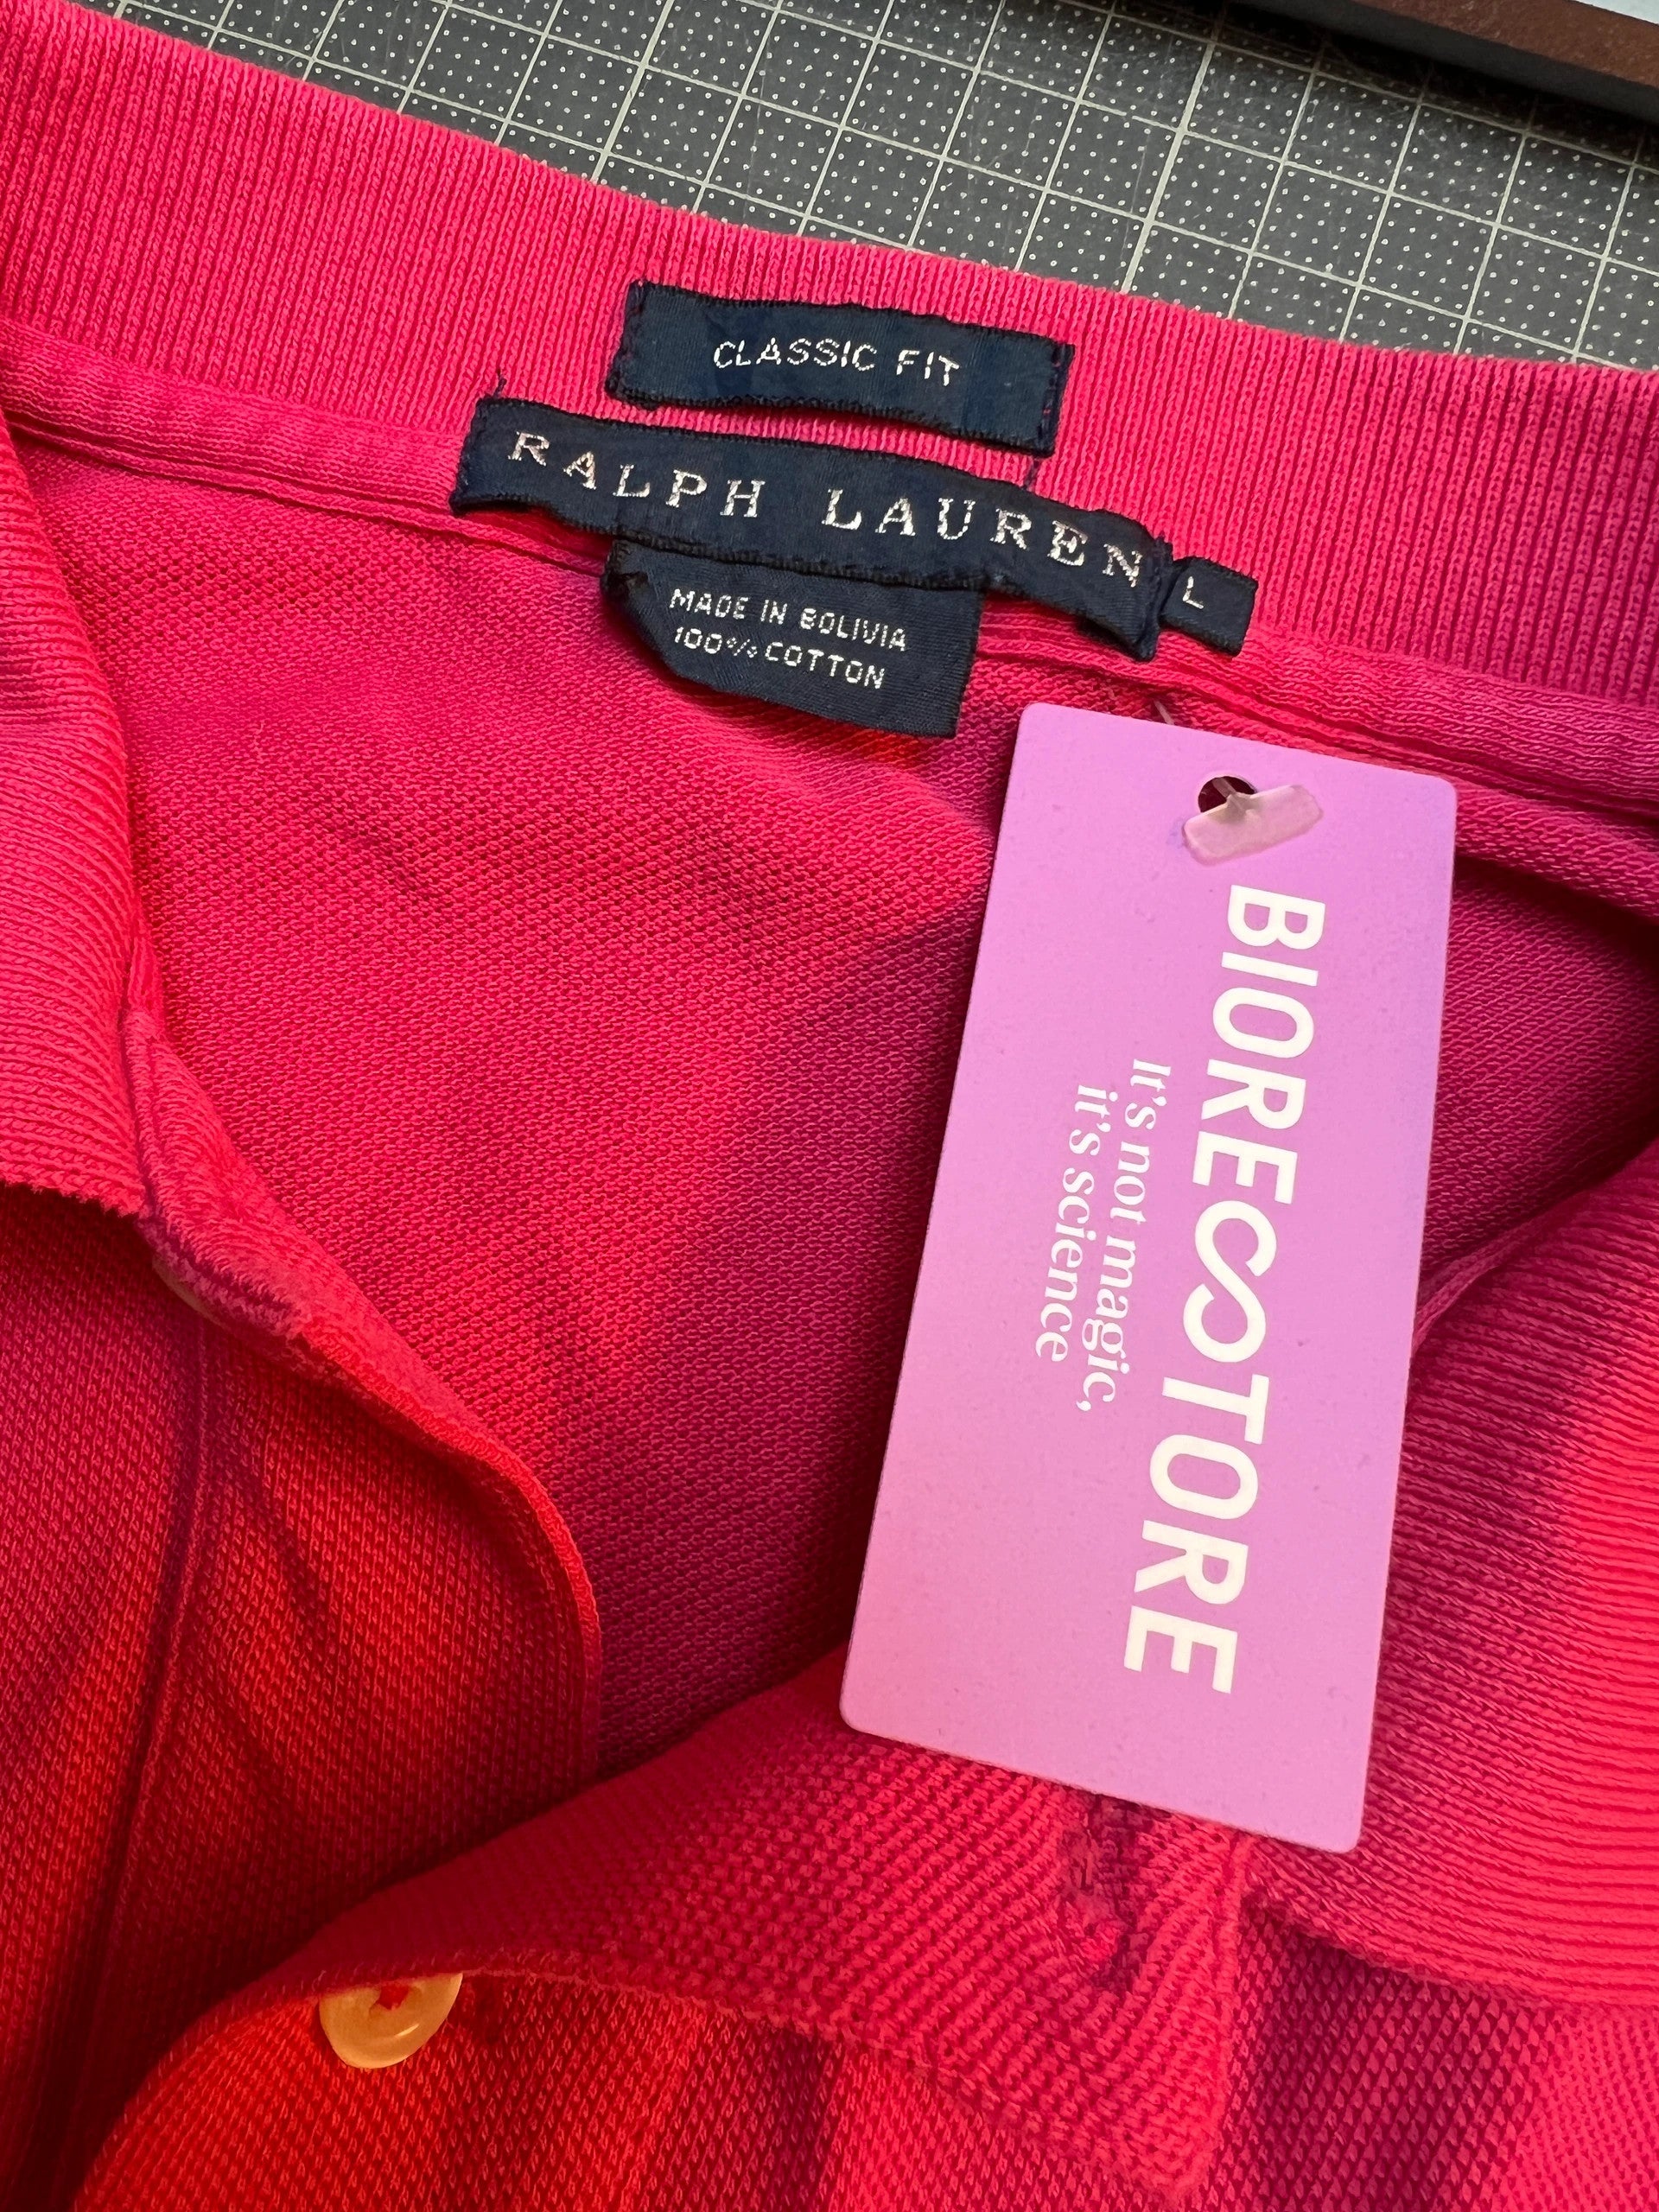 CLASSIC FIT
RALPH LAUREN
L
MADE IN BOLIVIA
100% COTTON
BIORESTORE
It's not magic,
it's science